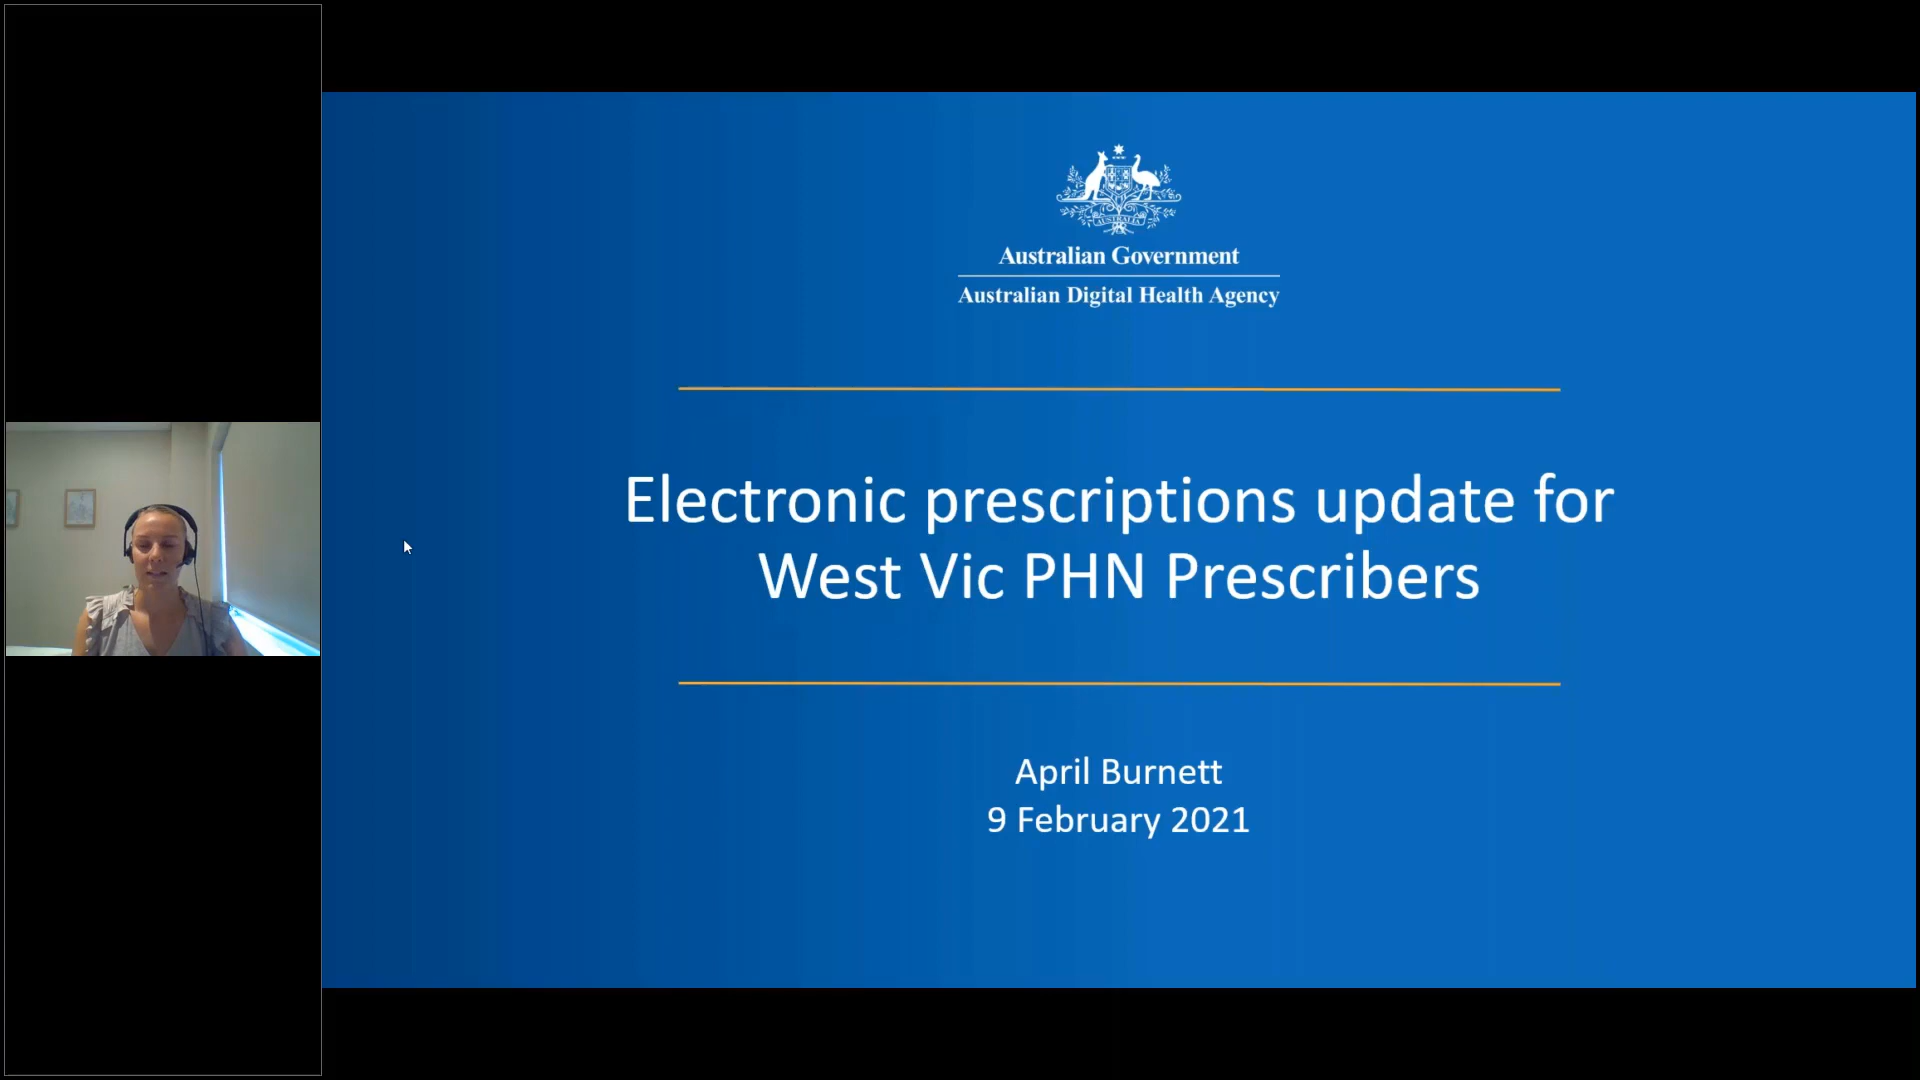 Australian Government
Australian Digital Health Agency
Electronic prescriptions update for
West Vic PHN Prescribers
April Burnett
9 February 2021